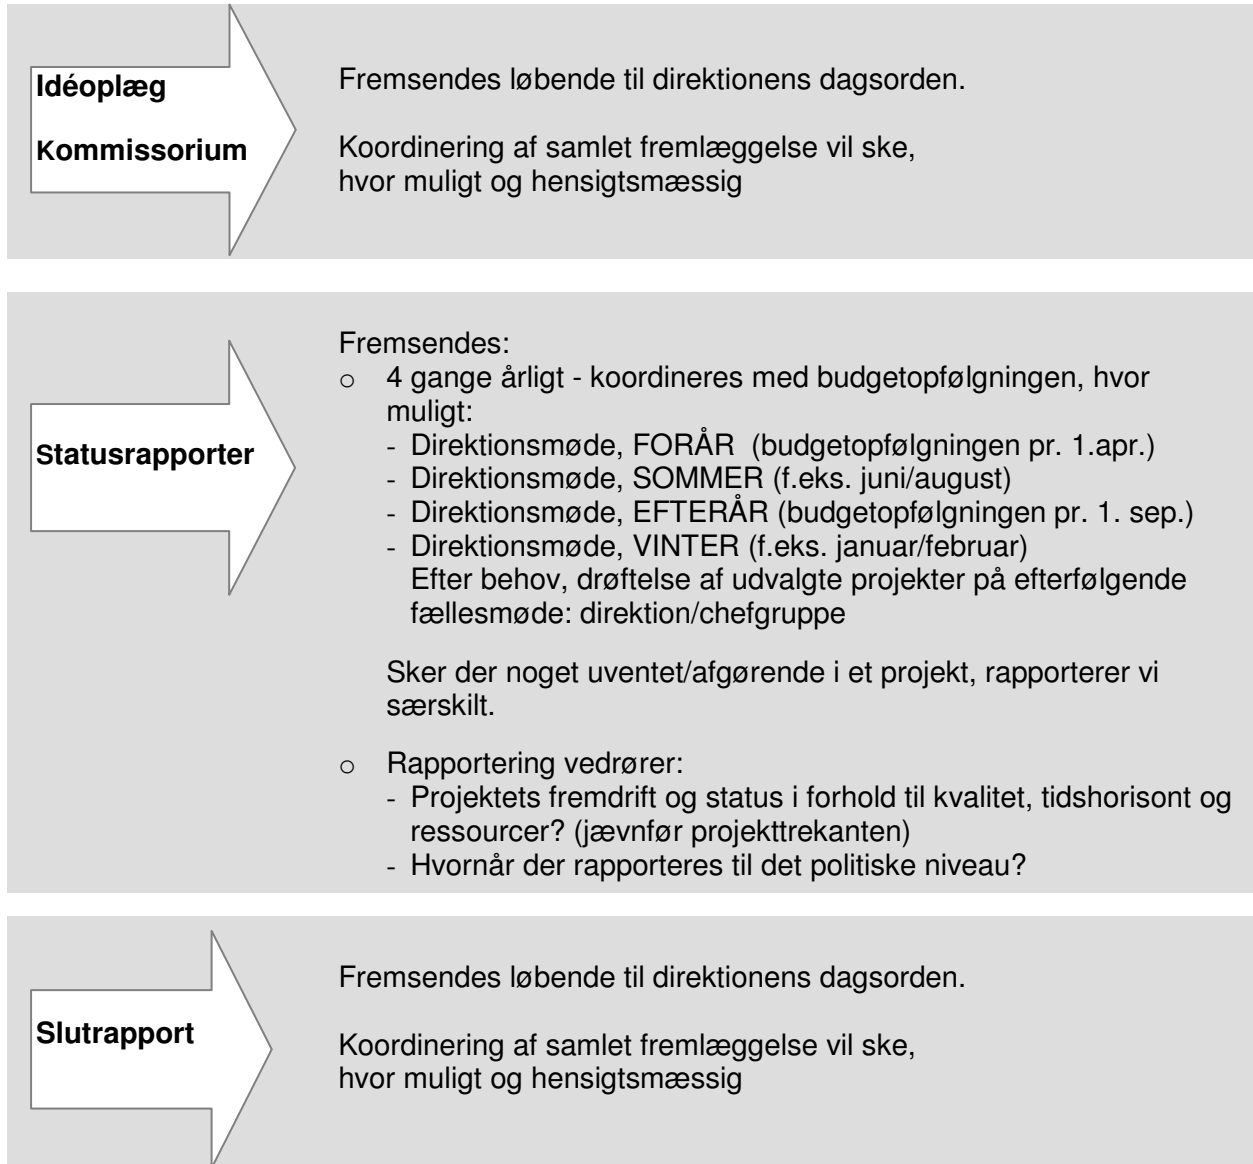 Idéoplæg
Kommissorium
Fremsendes løbende til direktionens dagsorden.
Koordinering af samlet fremlæggelse vil ske,
hvor muligt og hensigtsmæssig
Statusrapporter
Fremsendes:
o 4 gange årligt - koordineres med budgetopfølgningen, hvor
muligt:
- Direktionsmøde, FORÅR (budgetopfølgningen pr. 1.apr.)
- Direktionsmøde, SOMMER (f.eks. juni/august)
- Direktionsmøde, EFTERÅR (budgetopfølgningen pr. 1. sep.)
- Direktionsmøde, VINTER (f.eks. januar/februar)
Efter behov, drøftelse af udvalgte projekter på efterfølgende
fællesmøde: direktion/chefgruppe
Sker der noget uventet/afgørende i et projekt, rapporterer vi
særskilt.
o Rapportering vedrører:
- Projektets fremdrift og status i forhold til kvalitet, tidshorisont og
ressourcer? (jævnfør projekttrekanten)
- Hvornår der rapporteres til det politiske niveau?
Slutrapport
Fremsendes løbende til direktionens dagsorden.
Koordinering af samlet fremlæggelse vil ske,
hvor muligt og hensigtsmæssig